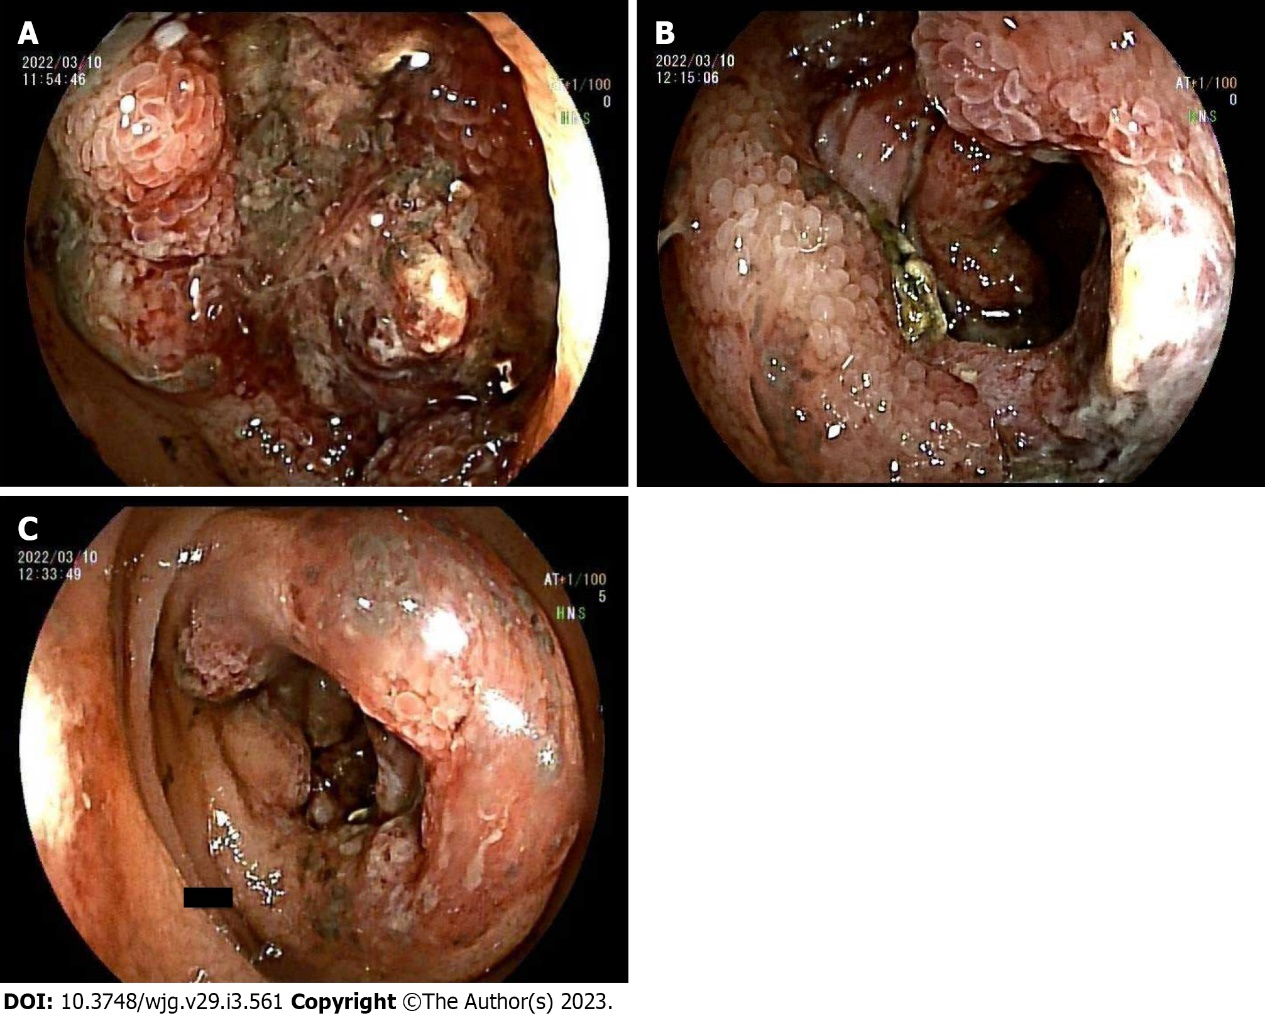 A
2022/03/10
11:54:46
AT+1/100
0
HNS
B
2022/03/10
12:15:06
AT+1/100
0
HNS
C
2022/03/10
12:33:49
AT+1/100
5
HNS
DOI: 10.3748/wjg.v29.i3.561 Copyright ©The Author(s) 2023.